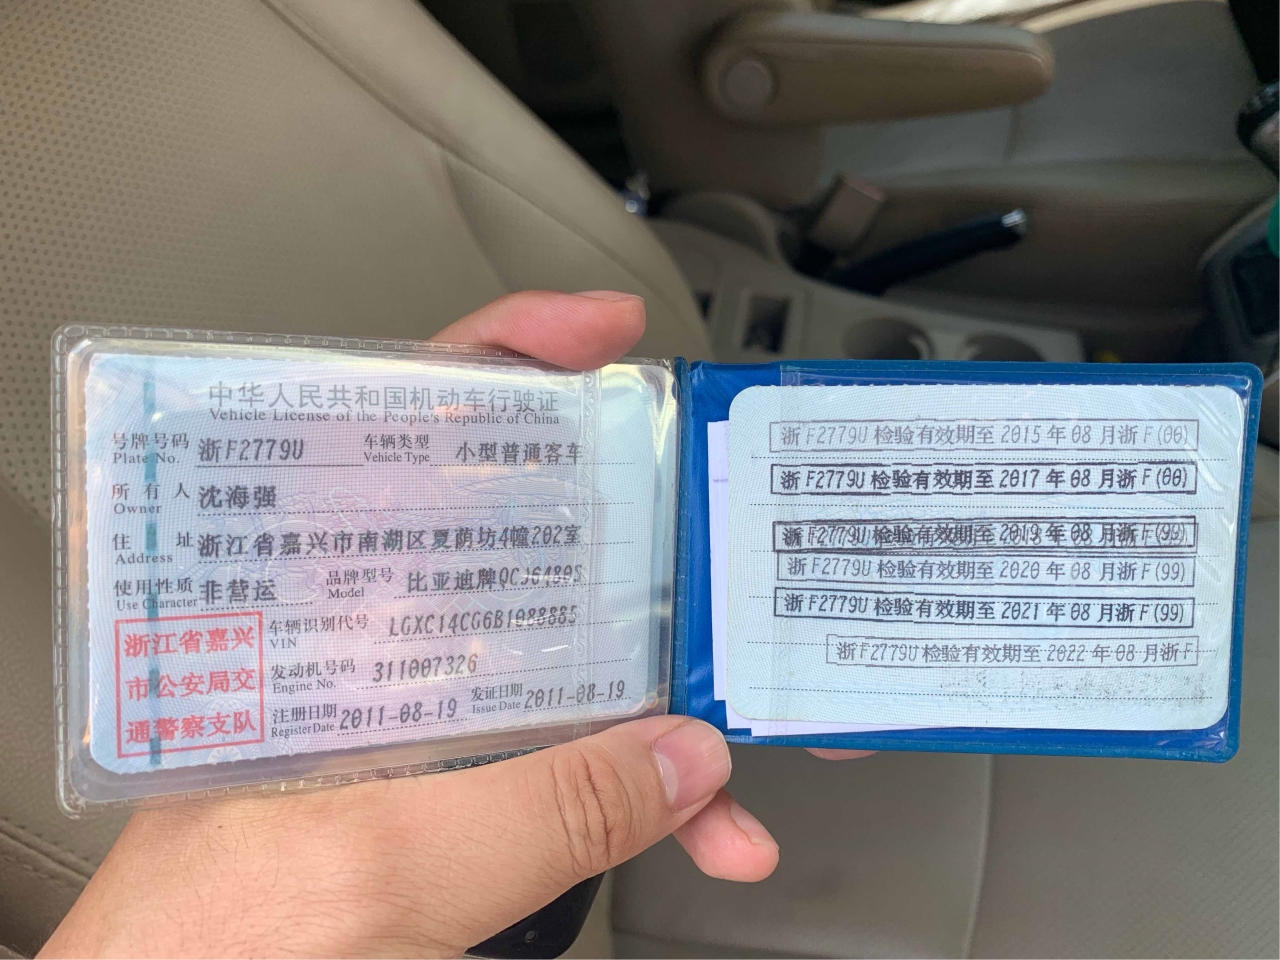 中华人民共和国机动车行驶证
Vehicle License of the People's Republic of China
号牌号码 浙F2779U 车辆类型 小型普通客车
Plate No. Vehicle Type
所有人 沈海强
Owner
住址 浙江省嘉兴市南湖区夏荫坊4幢202室
Address
使用性质 非营运 品牌型号 比亚迪牌QCJ6480S
Use Character Model
车辆识别代号 LGXC14CG6B1088885
VIN
发动机号码 311007326
Engine No.
注册日期 2011-08-19 发证日期 2011-08-19
Register Date Issue Date
浙江省嘉兴
市公安局交
通警察支队
浙F2779U检验有效期至2015年08月浙F(00)
浙F2779U检验有效期至2017年08月浙F(00)
浙F2779U检验有效期至2019年08月浙F(99)
浙F2779U检验有效期至2020年08月浙F(99)
浙F2779U检验有效期至2021年08月浙F(99)
浙F2779U检验有效期至2022年08月浙F